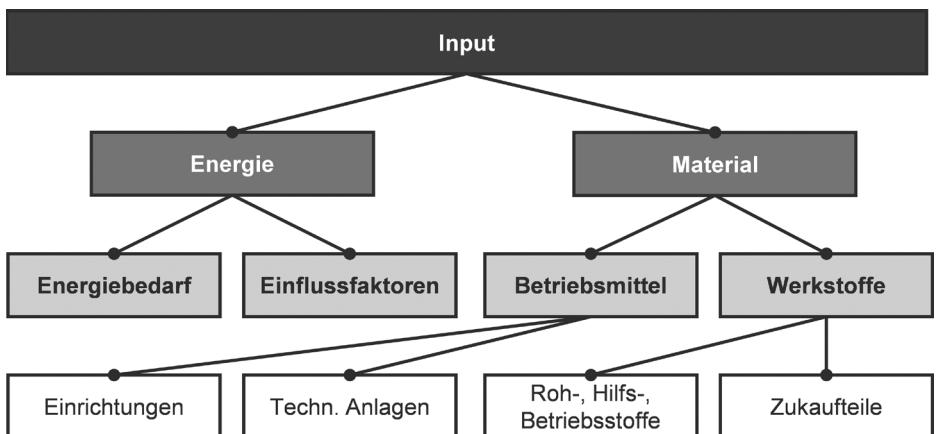 Input
Energie
Material
Energiebedarf
Einflussfaktoren
Betriebsmittel
Werkstoffe
Einrichtungen
Techn. Anlagen
Roh-, Hilfs-,
Betriebsstoffe
Zukaufteile